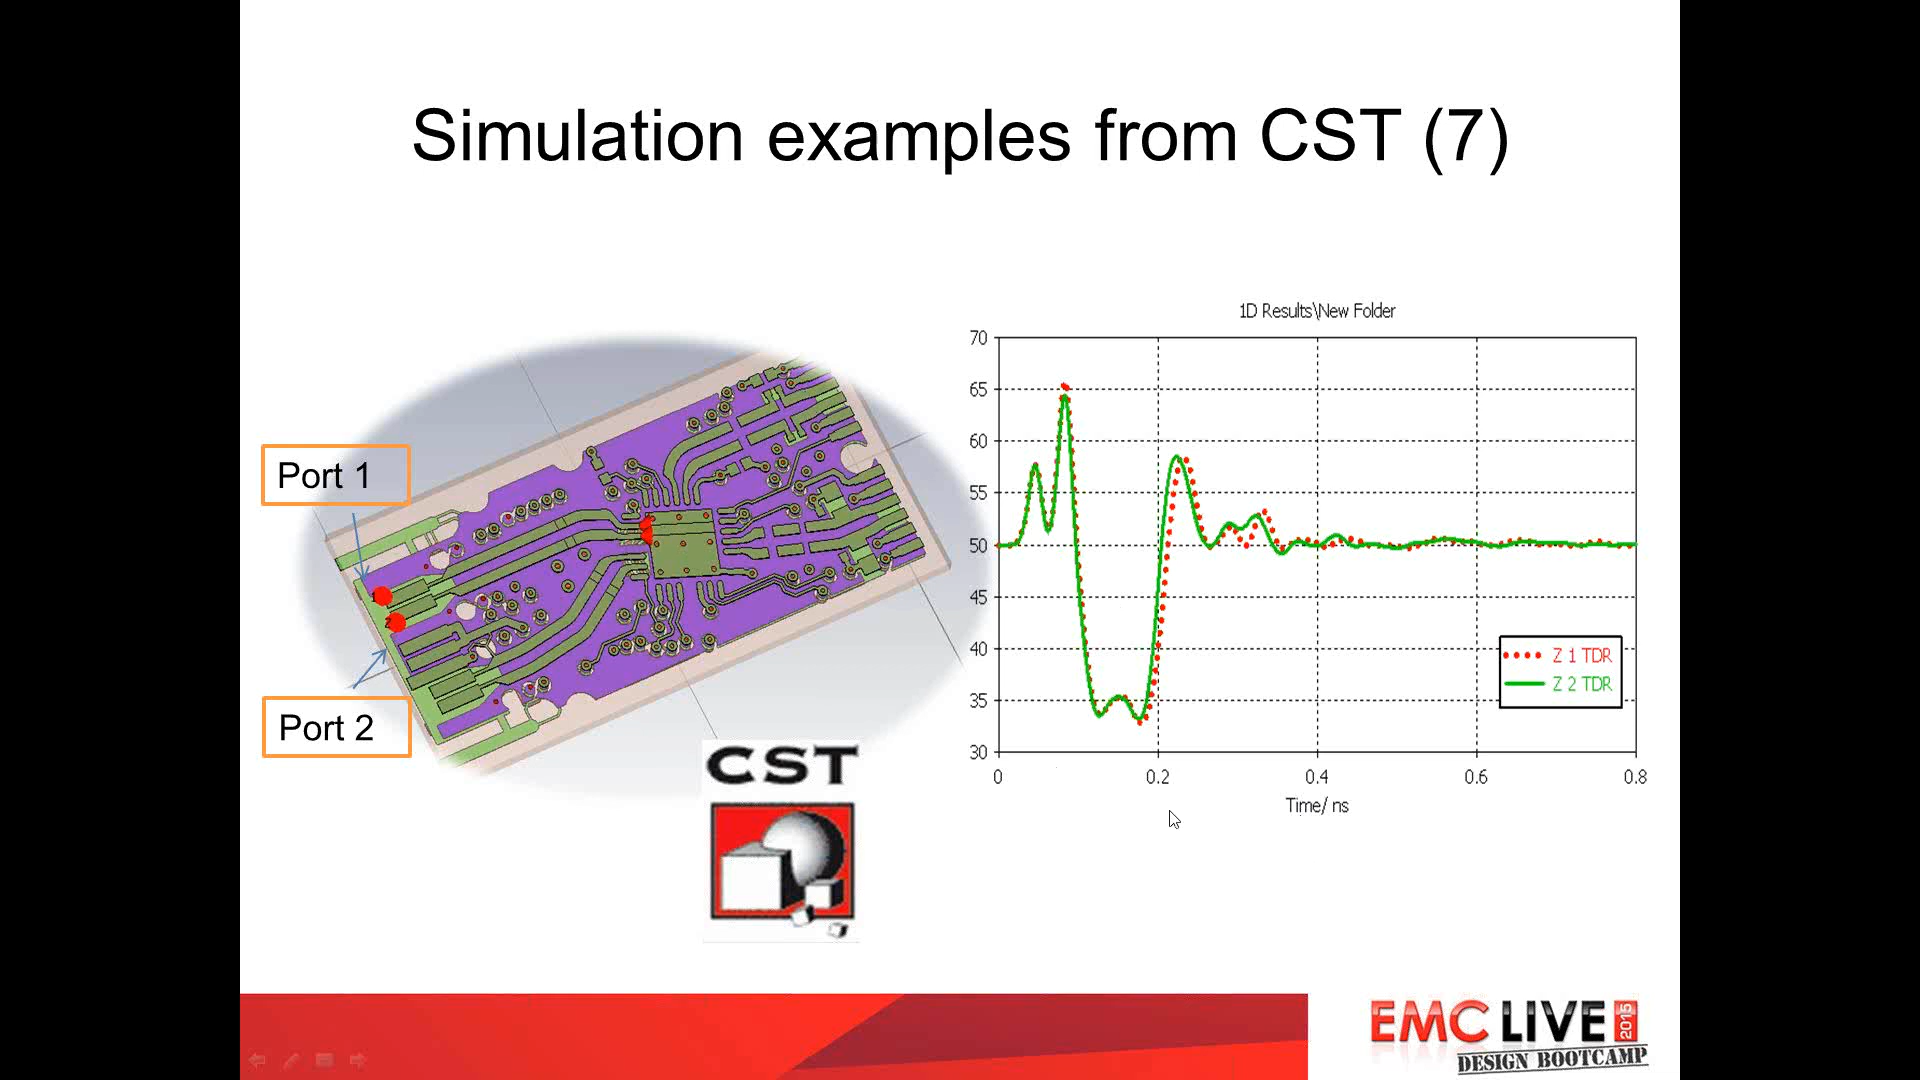 Simulation examples from CST (7)
1D Results\New Folder
70
65
60
55
50
45
40
35
30
0
0.2
0.4
0.6
0.8
Time/ ns
Z 1 TDR
Z 2 TDR
Port 1
1
2
Port 2
CST
EMC LIVE 2015
DESIGN BOOTCAMP